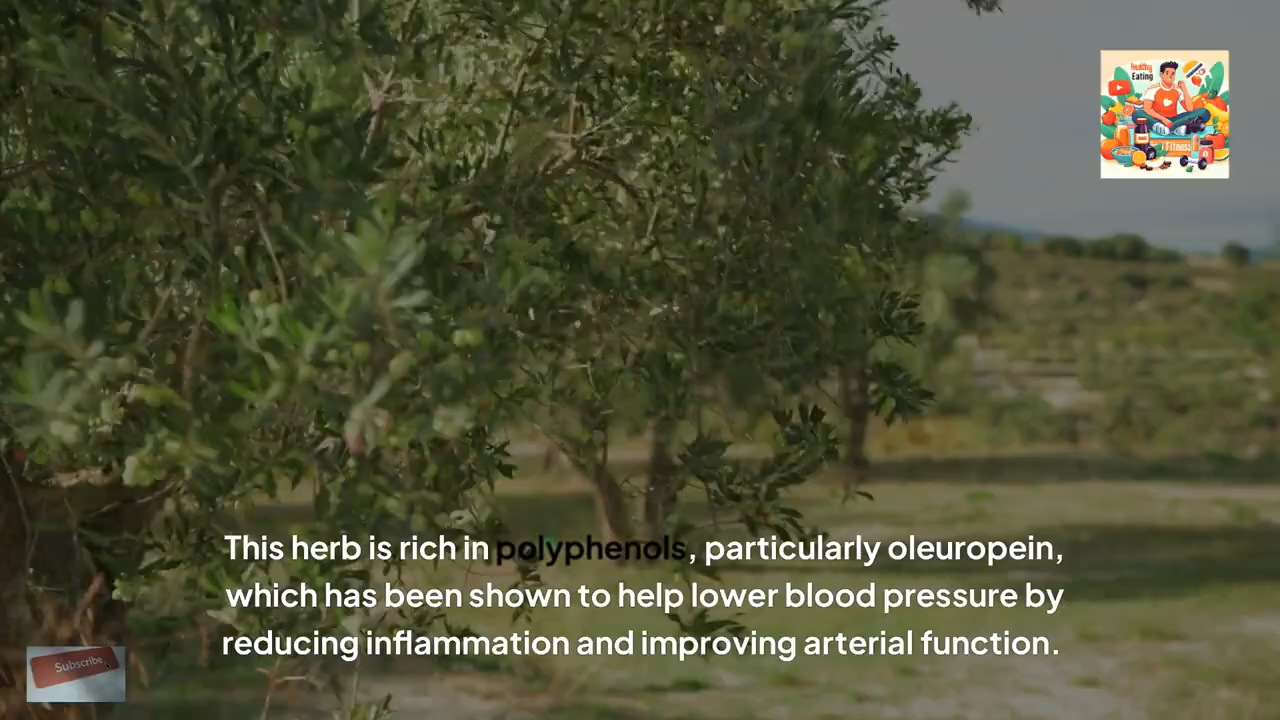 Healthy
Eating
Fitness
This herb is rich in polyphenols, particularly oleuropein,
which has been shown to help lower blood pressure by
reducing inflammation and improving arterial function.
Subscribe